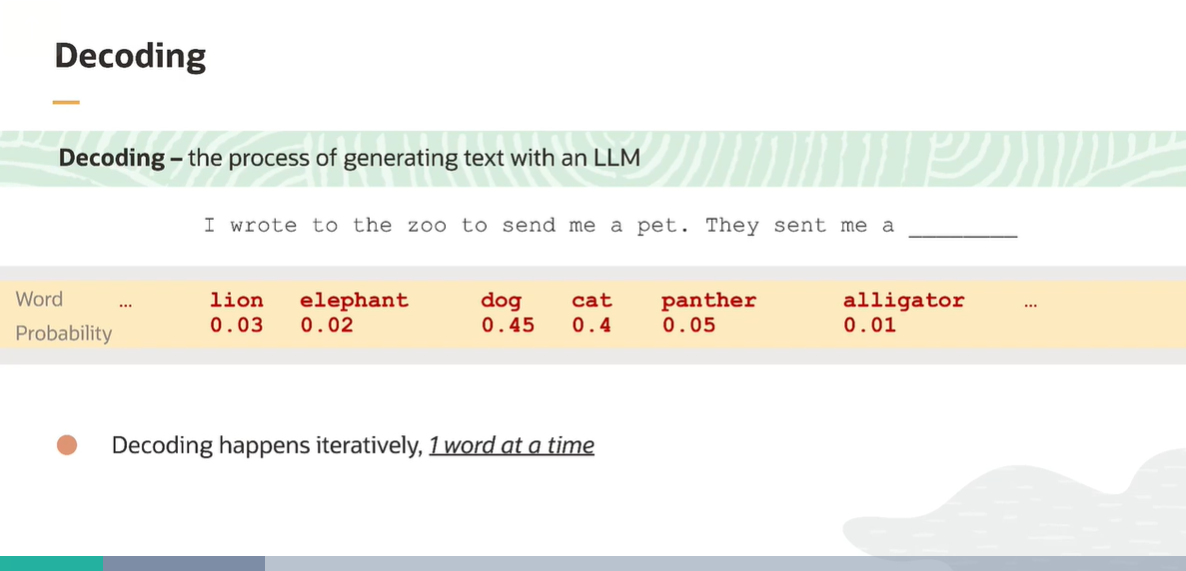 Decoding
Decoding – the process of generating text with an LLM
I wrote to the zoo to send me a pet. They sent me a ________
Word ... lion elephant dog cat panther alligator ...
Probability 0.03 0.02 0.45 0.4 0.05 0.01
Decoding happens iteratively, 1 word at a time